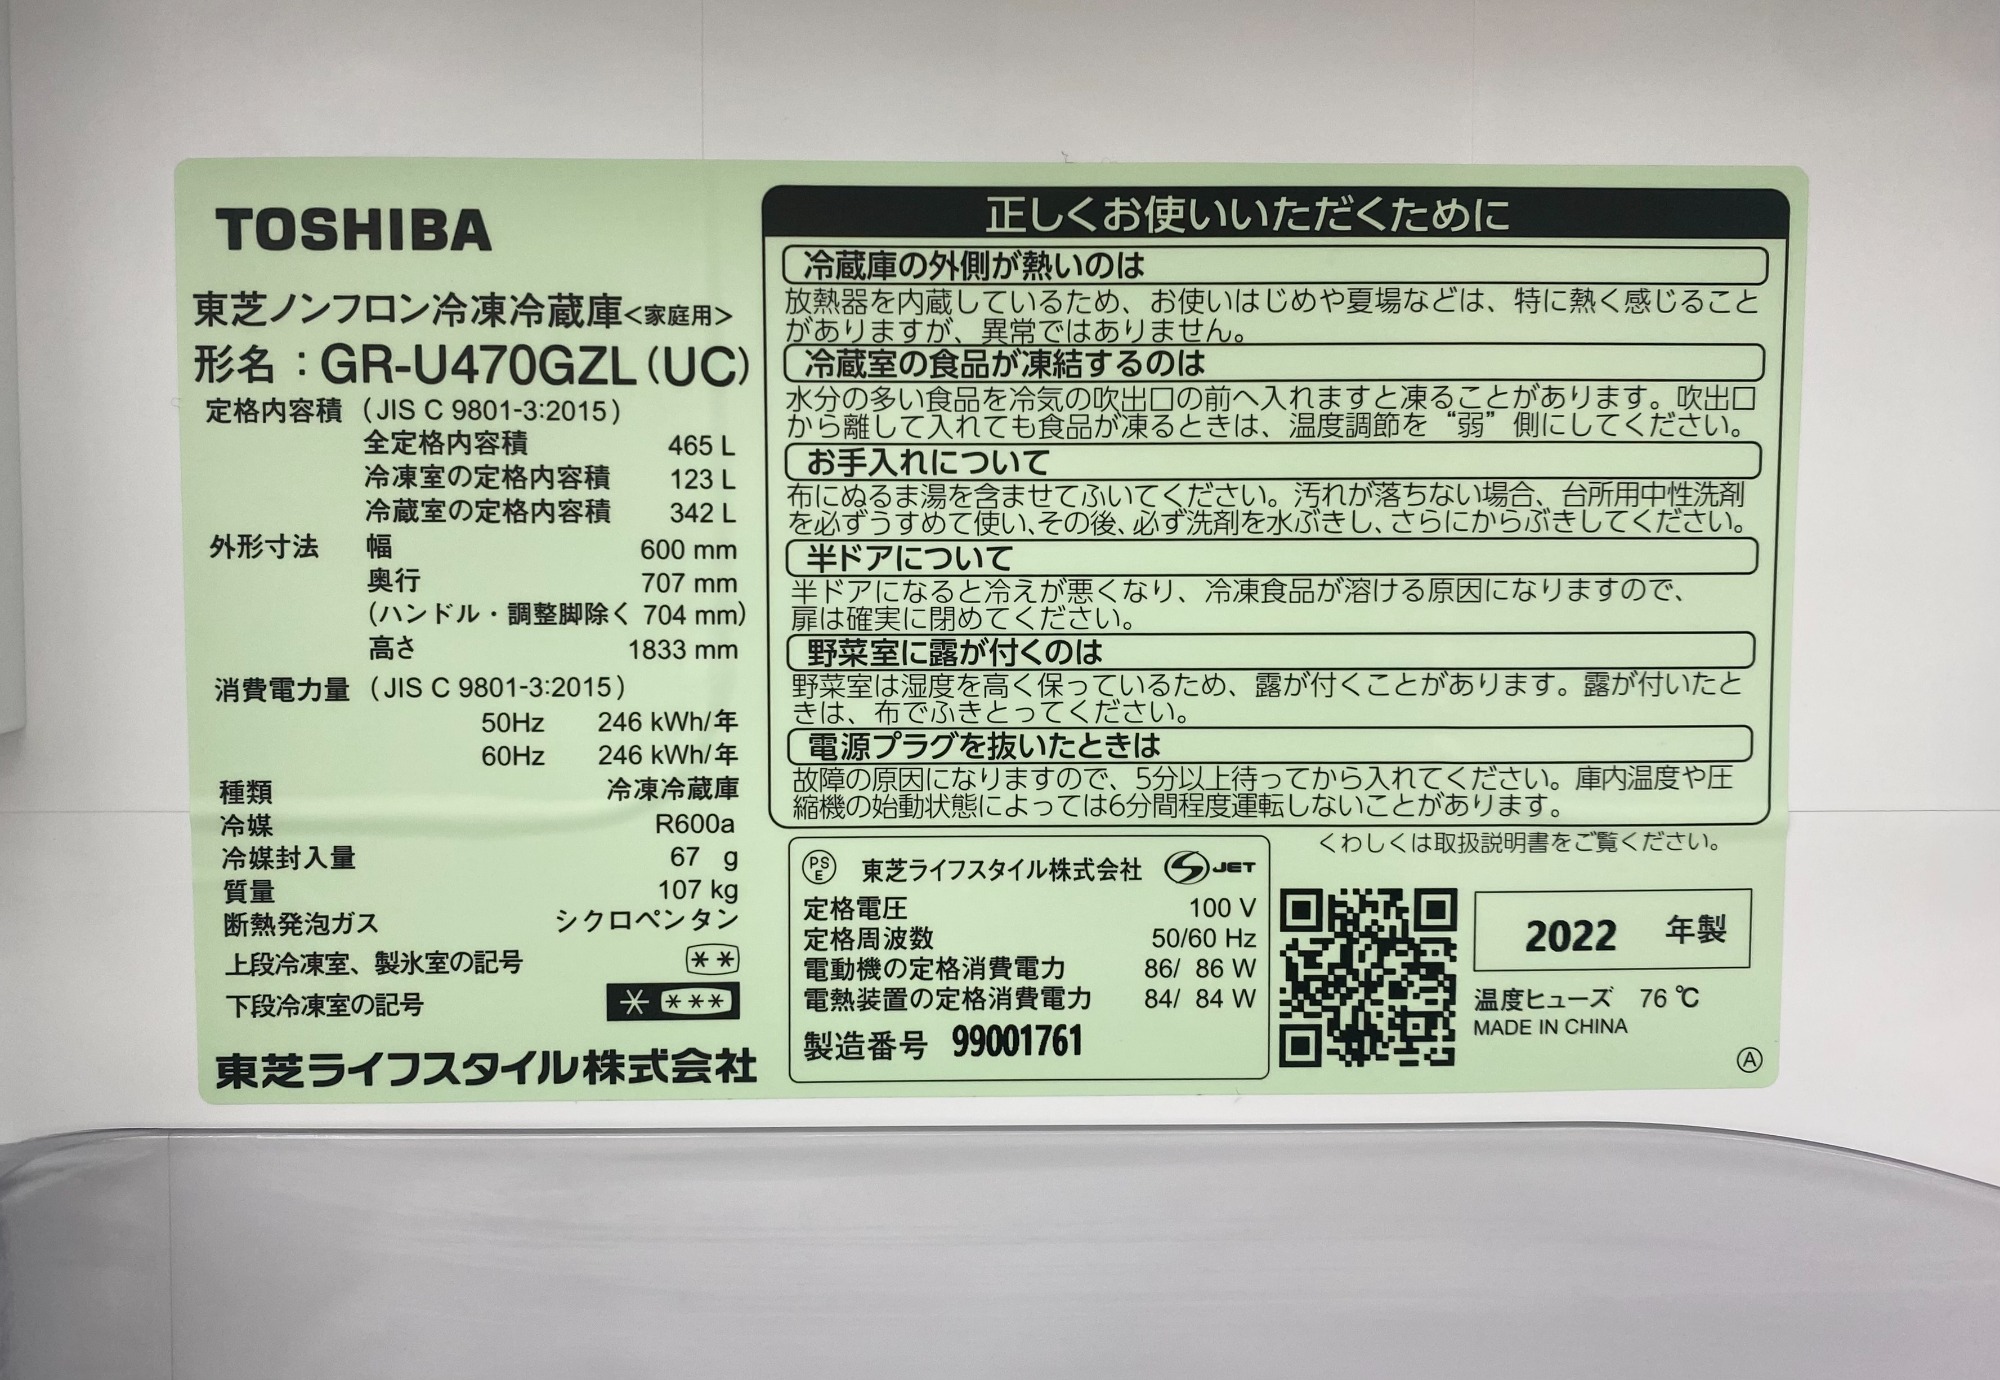 TOSHIBA
東芝ノンフロン冷凍冷蔵庫<家庭用>
形名：GR-U470GZL(UC)
定格内容積 (JIS C 9801-3:2015)
全定格内容積 465 L
冷凍室の定格内容積 123 L
冷蔵室の定格内容積 342 L
外形寸法 幅 600 mm
奥行 707 mm
(ハンドル・調整脚除く 704 mm)
高さ 1833 mm
消費電力量 (JIS C 9801-3:2015)
50Hz 246 kWh/年
60Hz 246 kWh/年
種類 冷凍冷蔵庫
冷媒 R600a
冷媒封入量 67 g
質量 107 kg
断熱発泡ガス シクロペンタン
上段冷凍室、製氷室の記号 **
下段冷凍室の記号 * ***
東芝ライフスタイル株式会社
正しくお使いいただくために
冷蔵庫の外側が熱いのは
放熱器を内蔵しているため、お使いはじめや夏場などは、特に熱く感じること
がありますが、異常ではありません。
冷蔵室の食品が凍結するのは
水分の多い食品を冷気の吹出口の前へ入れますと凍ることがあります。吹出口
から離して入れても食品が凍るときは、温度調節を“弱”側にしてください。
お手入れについて
布にぬるま湯を含ませてふいてください。汚れが落ちない場合、台所用中性洗剤
を必ずうすめて使い、その後、必ず洗剤を水ぶきし、さらにからぶきしてください。
半ドアについて
半ドアになると冷えが悪くなり、冷凍食品が溶ける原因になりますので、
扉は確実に閉めてください。
野菜室に露が付くのは
野菜室は湿度を高く保っているため、露が付くことがあります。露が付いたと
きは、布でふきとってください。
電源プラグを抜いたときは
故障の原因になりますので、5分以上待ってから入れてください。庫内温度や圧
縮機の始動状態によっては6分間程度運転しないことがあります。
くわしくは取扱説明書をご覧ください。
PSE 東芝ライフスタイル株式会社 S JET
定格電圧 100 V
定格周波数 50/60 Hz
電動機の定格消費電力 86/ 86 W
電熱装置の定格消費電力 84/ 84 W
製造番号 99001761
2022 年製
温度ヒューズ 76 ℃
MADE IN CHINA
Ⓐ